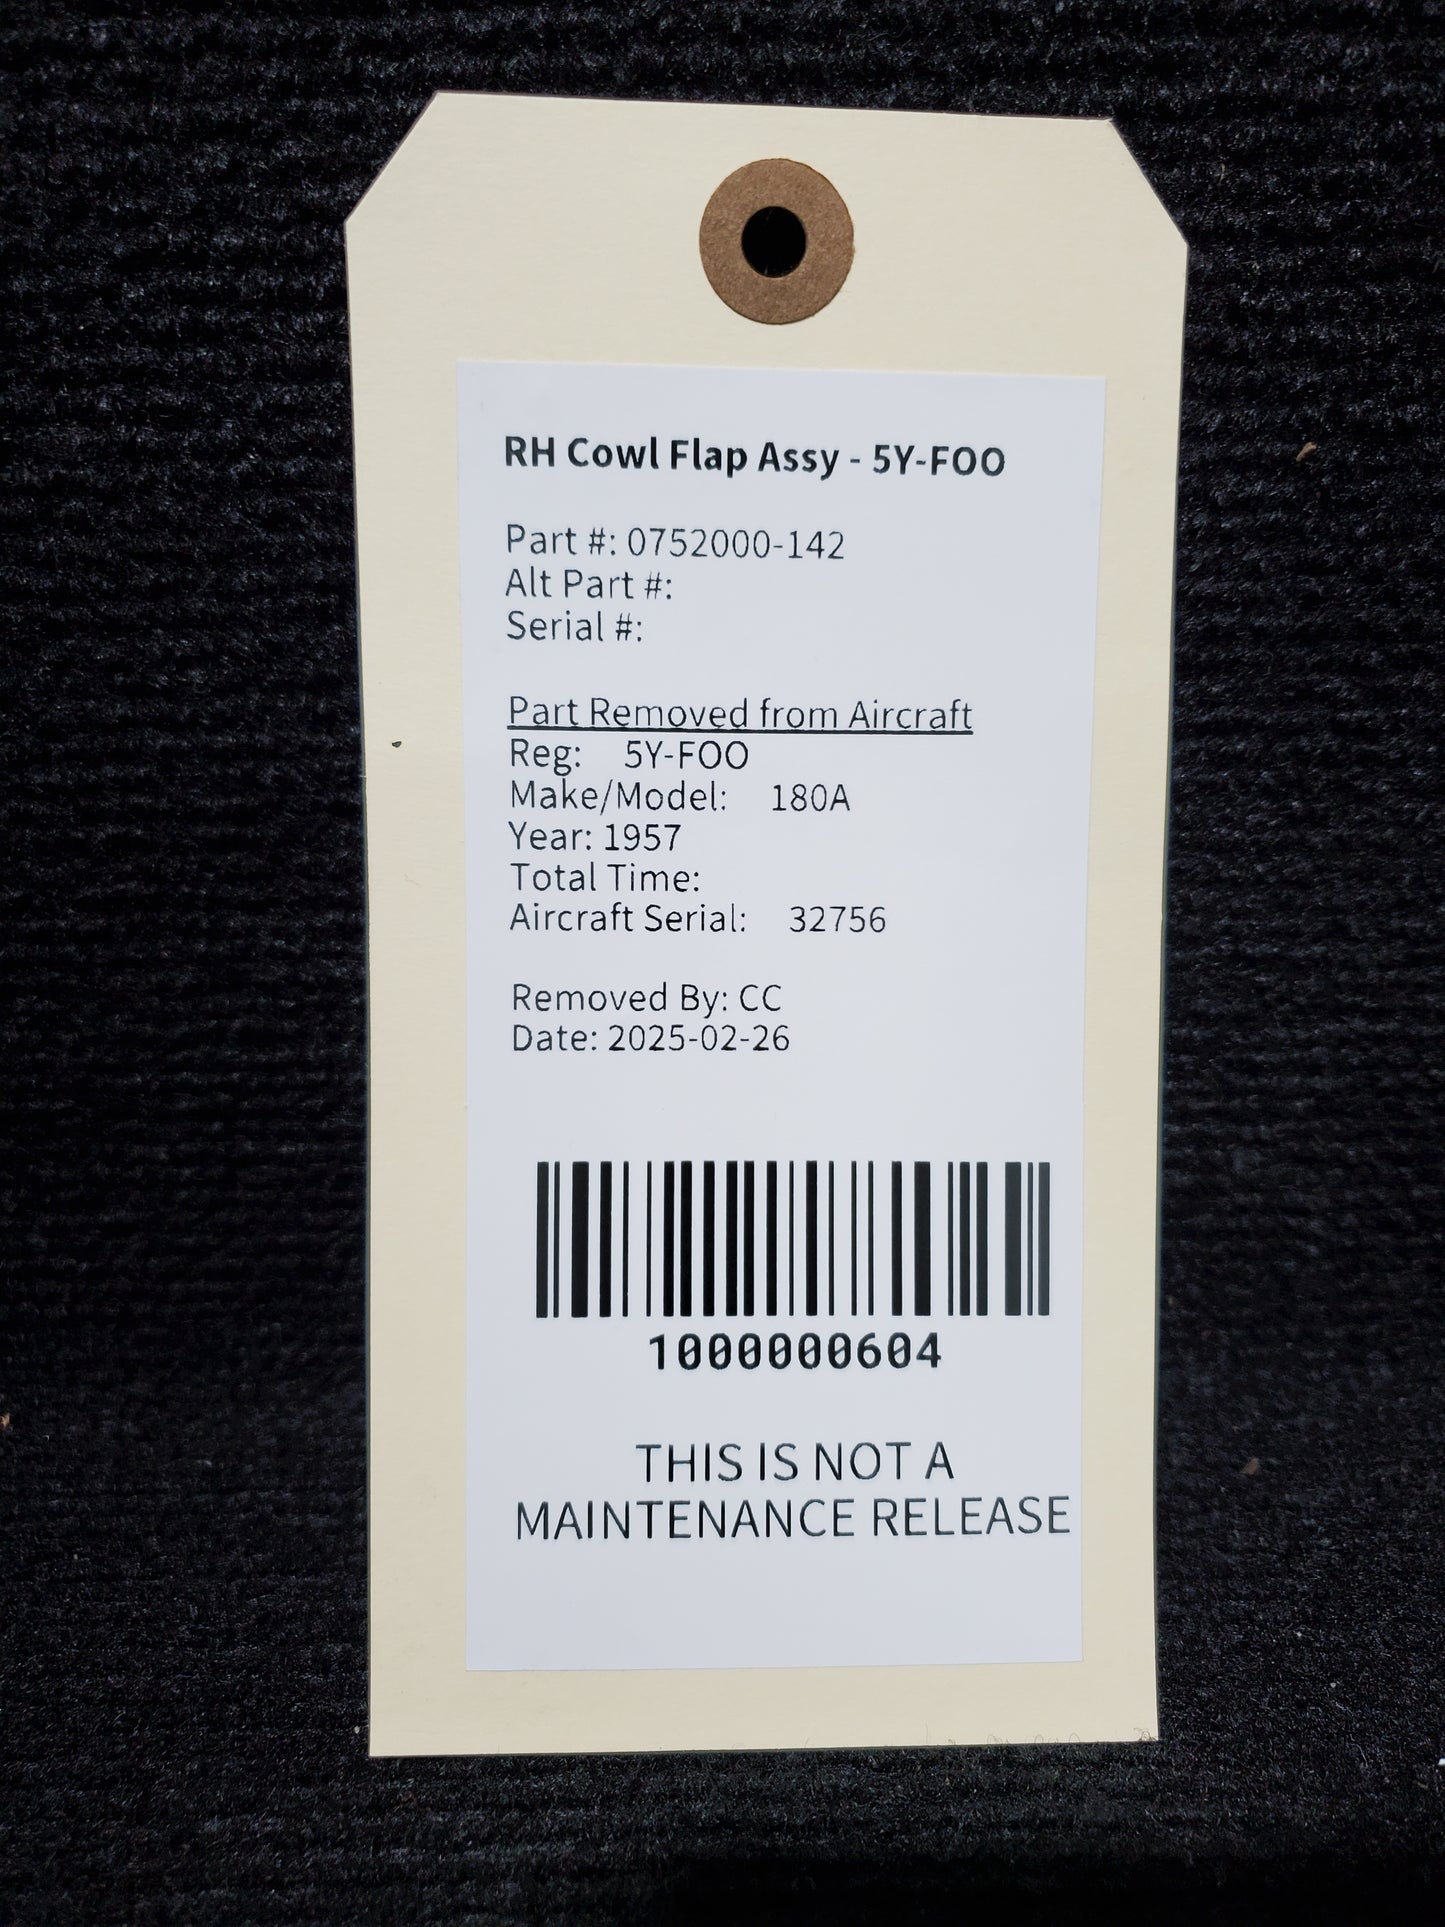 RH Cowl Flap Assy - 5Y-FOO
Part #: 0752000-142
Alt Part #:
Serial #:
Part Removed from Aircraft
Reg: 5Y-FOO
Make/Model: 180A
Year: 1957
Total Time:
Aircraft Serial: 32756
Removed By: CC
Date: 2025-02-26
1000000604
THIS IS NOT A
MAINTENANCE RELEASE